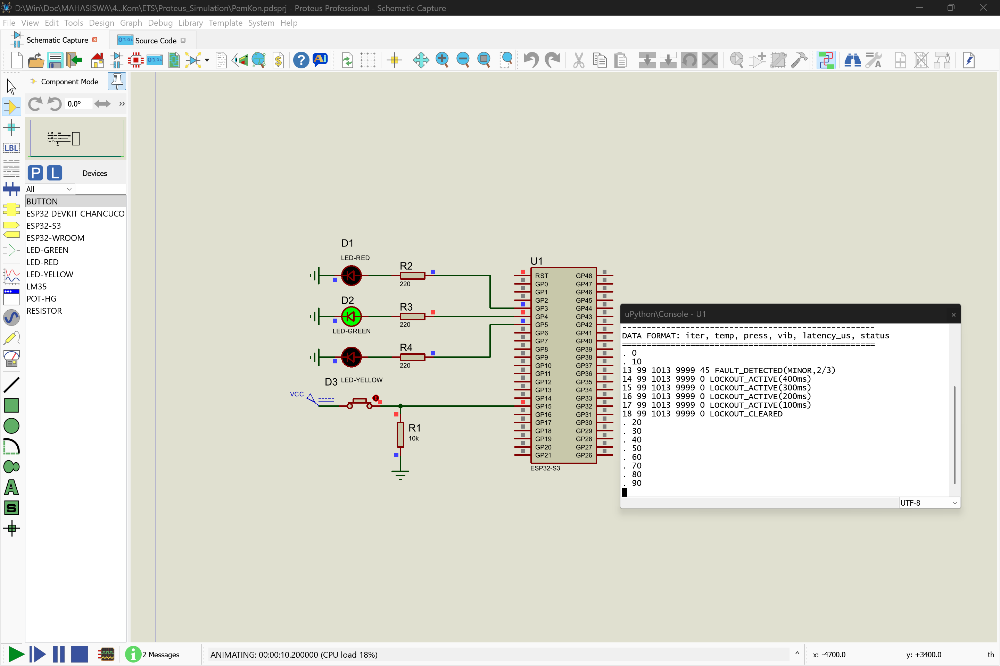 D:\Win\Doc\MAHASISWA\4...Kom\ETS\Proteus_Simulation\PemKon.pdsprj - Proteus Professional - Schematic Capture
File View Edit Tools Design Graph Debug Library Template System Help
Schematic Capture
Source Code
Component Mode
0.0°
»
LBL
P L Devices
All
BUTTON
ESP32 DEVKIT CHANCUCO
ESP32-S3
ESP32-WROOM
LED-GREEN
LED-RED
LED-YELLOW
LM35
POT-HG
RESISTOR
A
S
D1
LED-RED
R2
220
D2
LED-GREEN
R3
220
D3
LED-YELLOW
R4
220
VCC
R1
10k
U1
RST GP48
GP0 GP47
GP1 GP46
GP2 GP45
GP3 GP44
GP4 GP43
GP5 GP42
GP6 GP41
GP7 GP40
GP8 GP39
GP9 GP38
GP10 GP37
GP11 GP36
GP12 GP35
GP13 GP34
GP14 GP33
GP15 GP32
GP16 GP31
GP17 GP30
GP18 GP29
GP19 GP28
GP20 GP27
GP21 GP26
ESP32-S3
uPython\Console - U1
DATA FORMAT: iter, temp, press, vib, latency_us, status
. 0
. 10
13 99 1013 9999 45 FAULT_DETECTED(MINOR,2/3)
14 99 1013 9999 0 LOCKOUT_ACTIVE(400ms)
15 99 1013 9999 0 LOCKOUT_ACTIVE(300ms)
16 99 1013 9999 0 LOCKOUT_ACTIVE(200ms)
17 99 1013 9999 0 LOCKOUT_ACTIVE(100ms)
18 99 1013 9999 0 LOCKOUT_CLEARED
. 20
. 30
. 40
. 50
. 60
. 70
. 80
. 90
UTF-8
2 Messages
ANIMATING: 00:00:10.200000 (CPU load 18%)
x: -4700.0 y: +3400.0 th